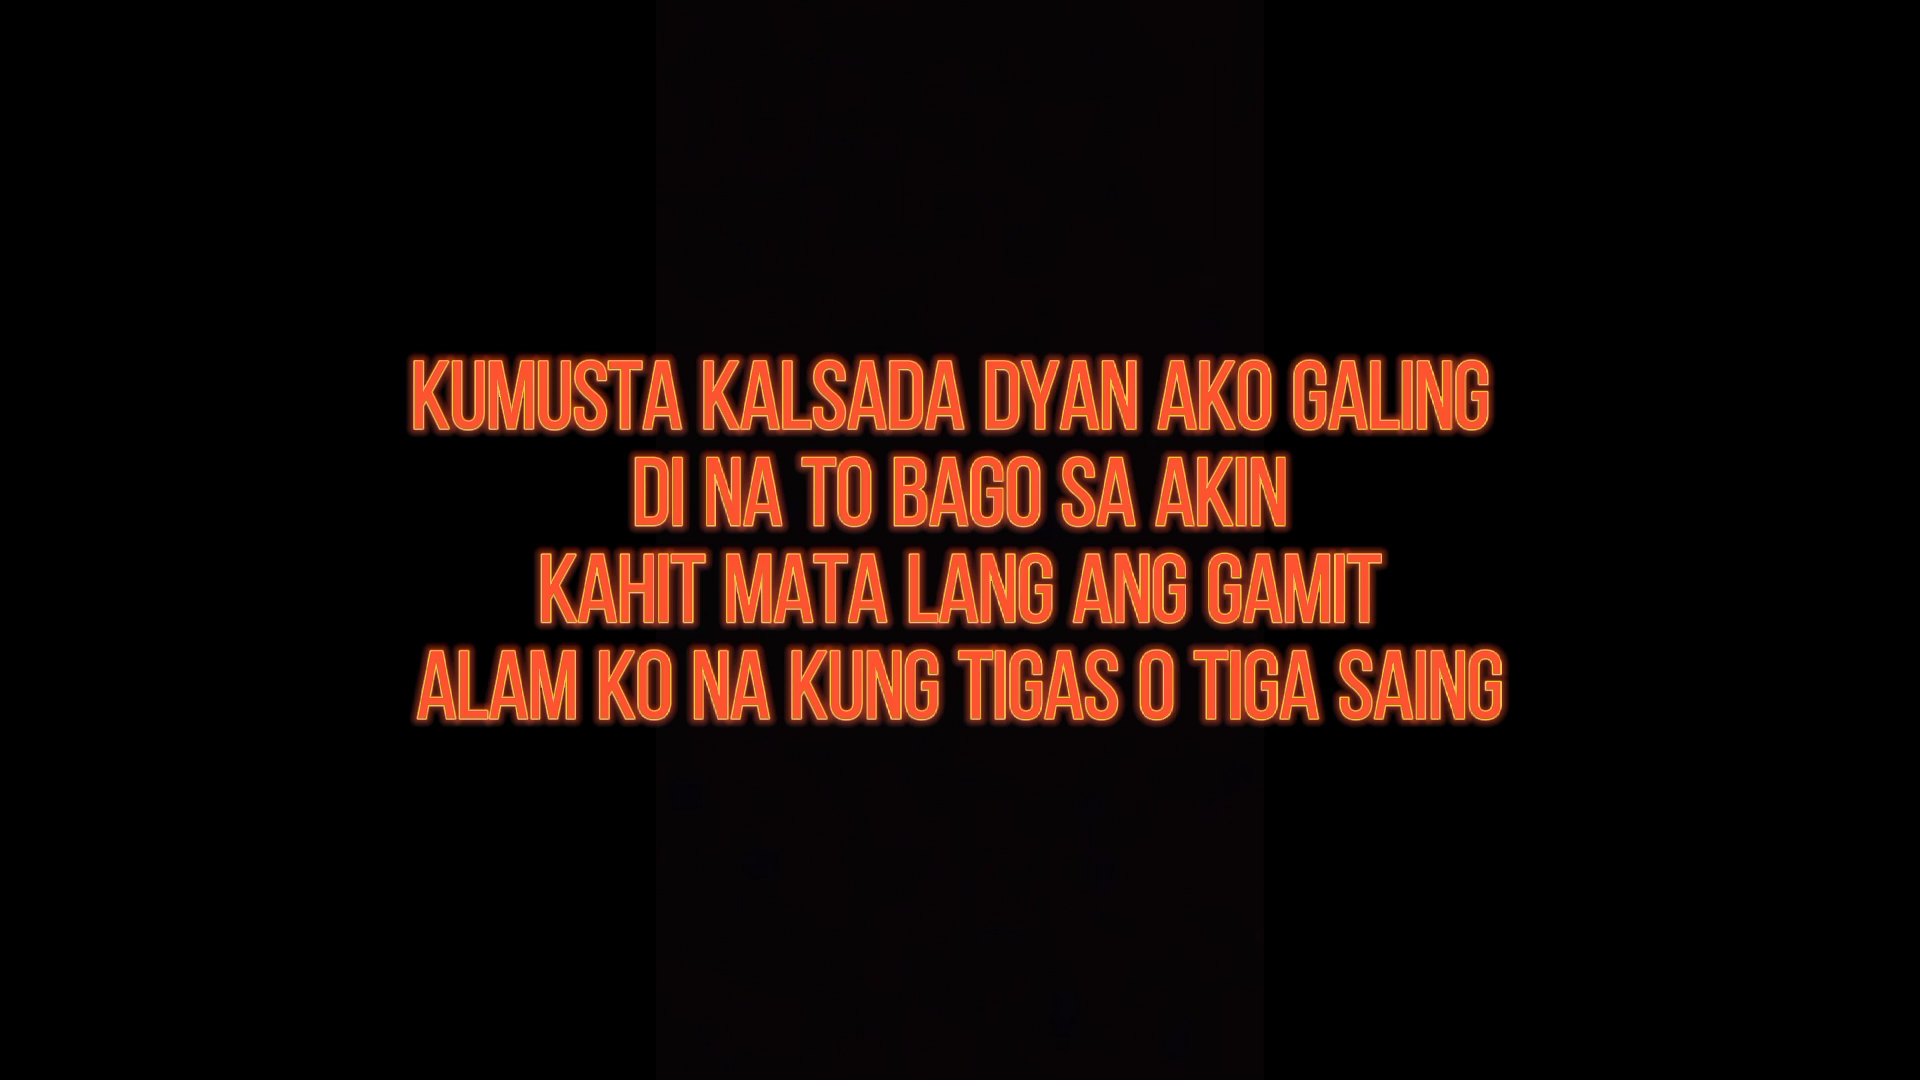 KUMUSTA KALSADA DYAN AKO GALING
DI NA TO BAGO SA AKIN
KAHIT MATA LANG ANG GAMIT
ALAM KO NA KUNG TIGAS O TIGA SAING